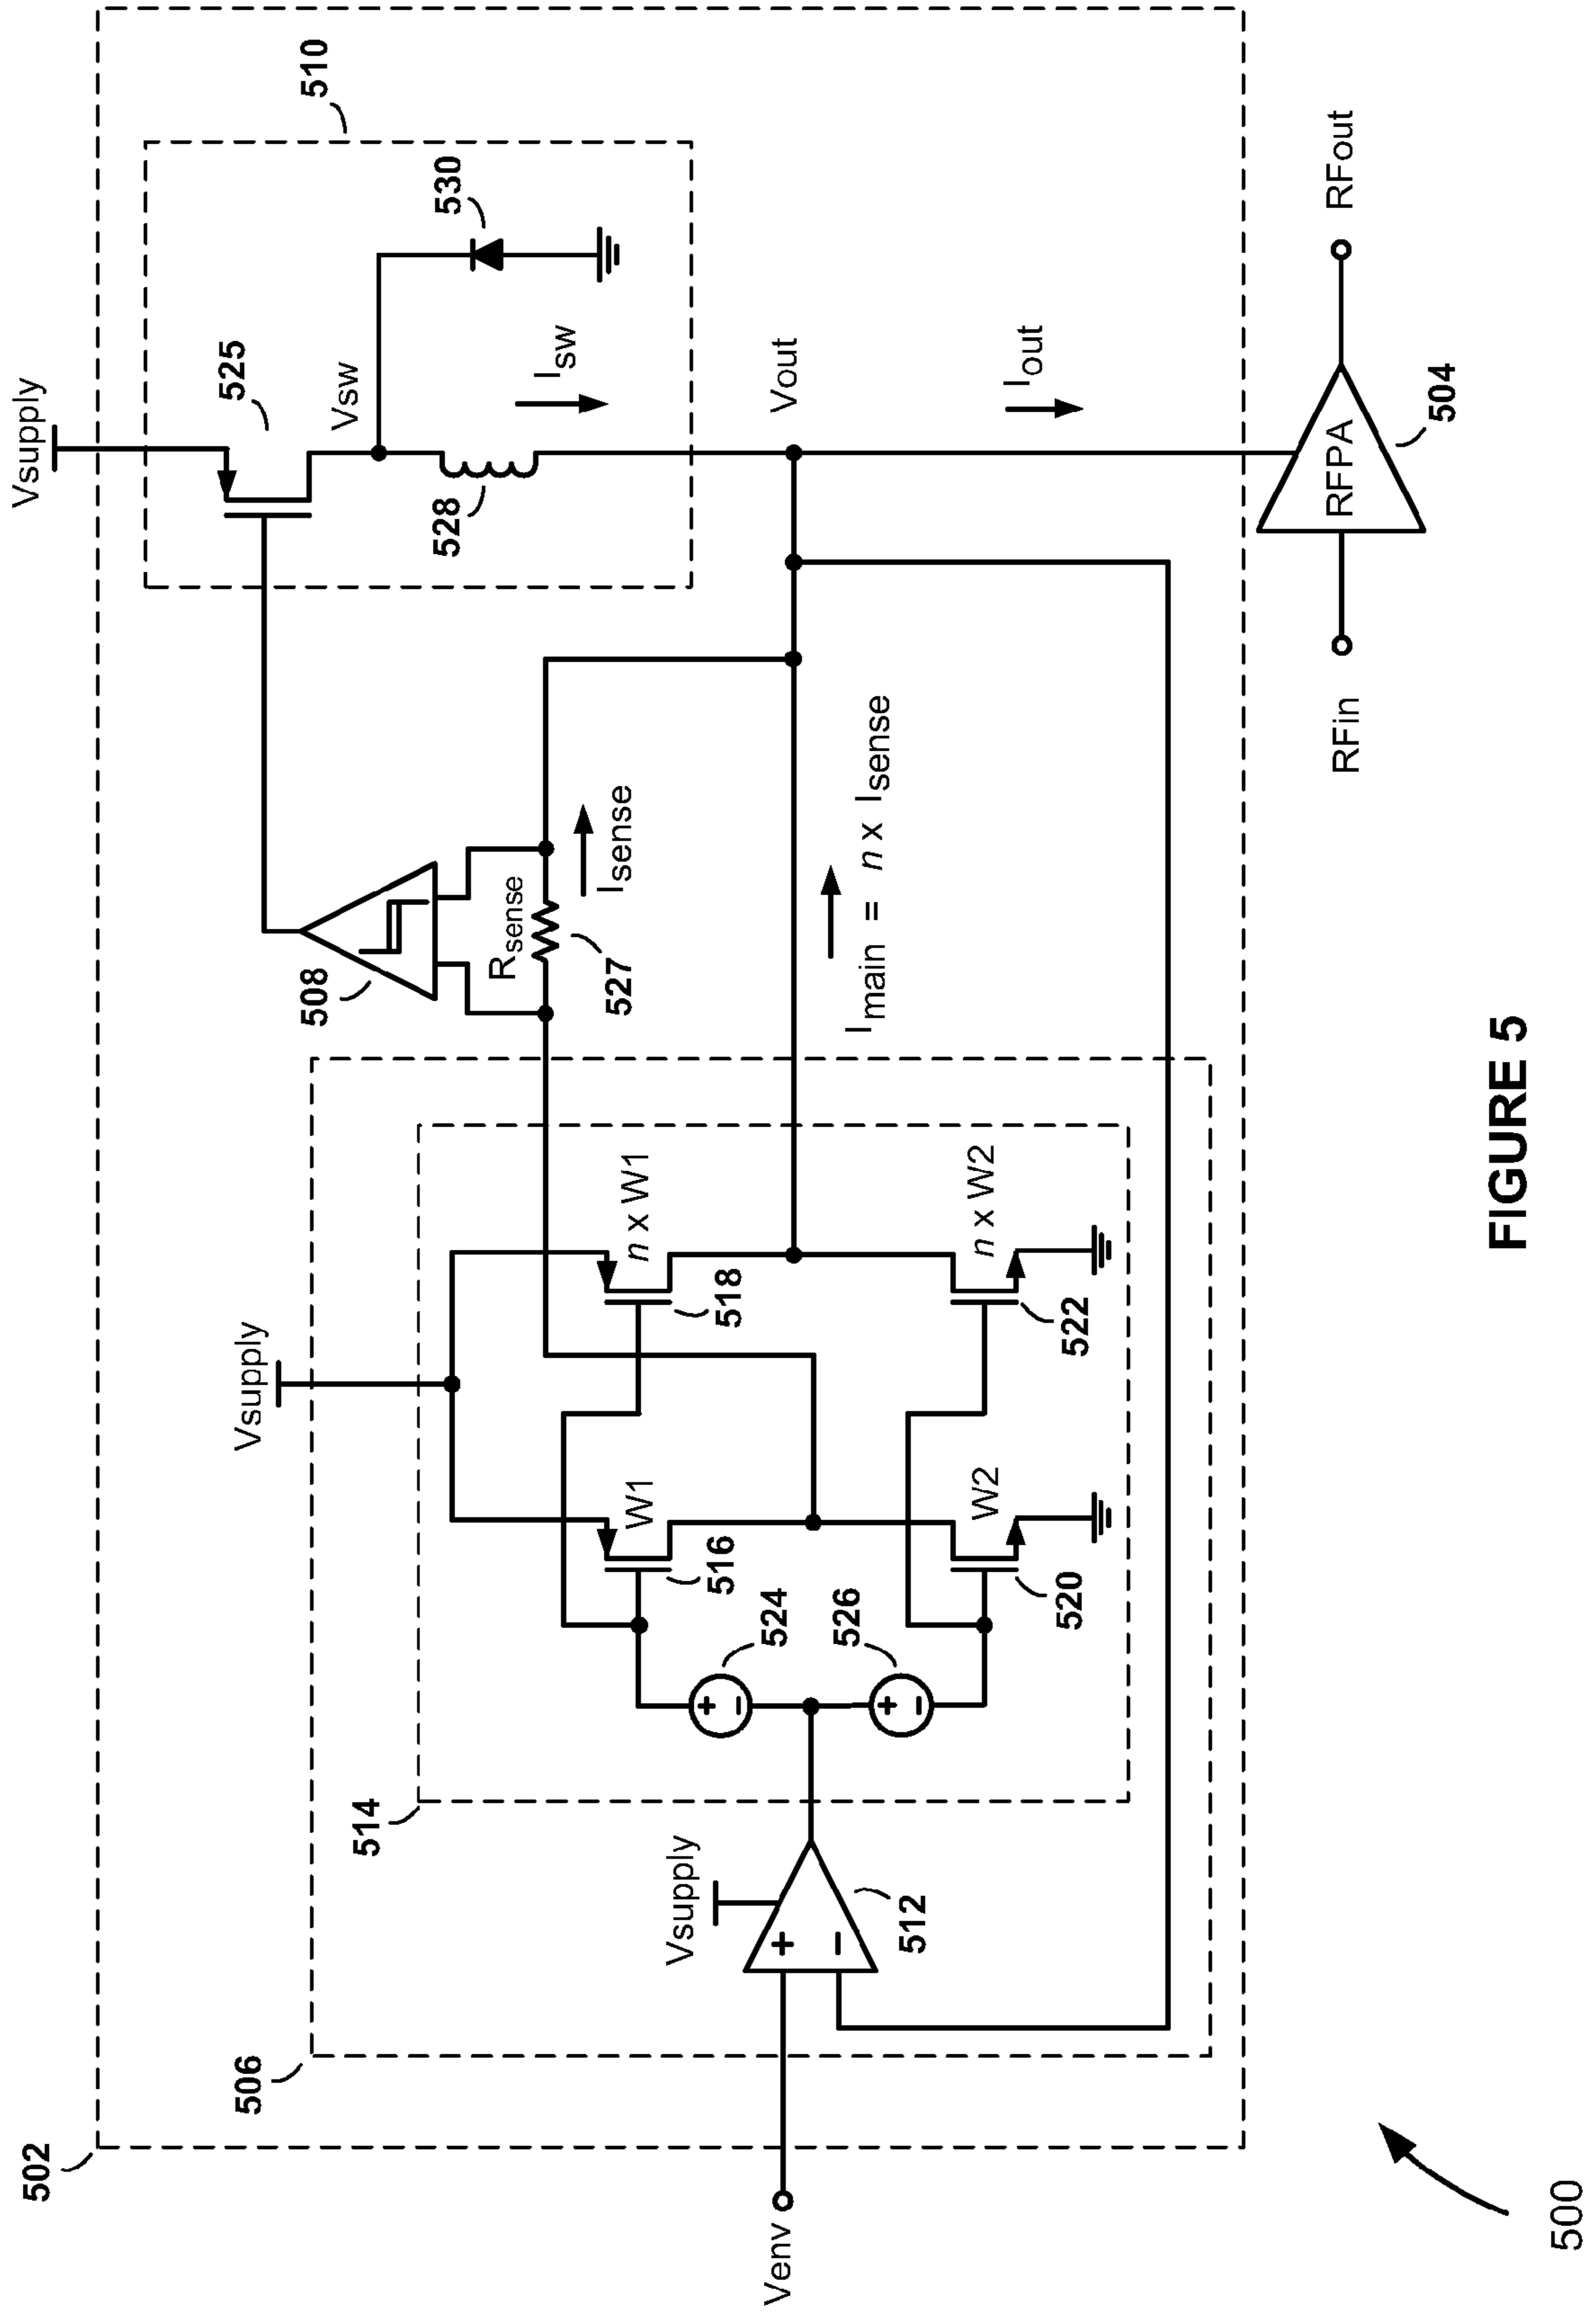 502
506
514
Vsupply
Vsupply
Vsupply
510
525
530
Vsw
528
Isw
508
Rsense
527
Isense
W1
n x W1
516
518
524
526
W2
n x W2
520
522
Imain = n x Isense
Vout
Iout
Venv
+
−
512
+
−
+
−
RFin
RFPA
RFout
504
500
FIGURE 5